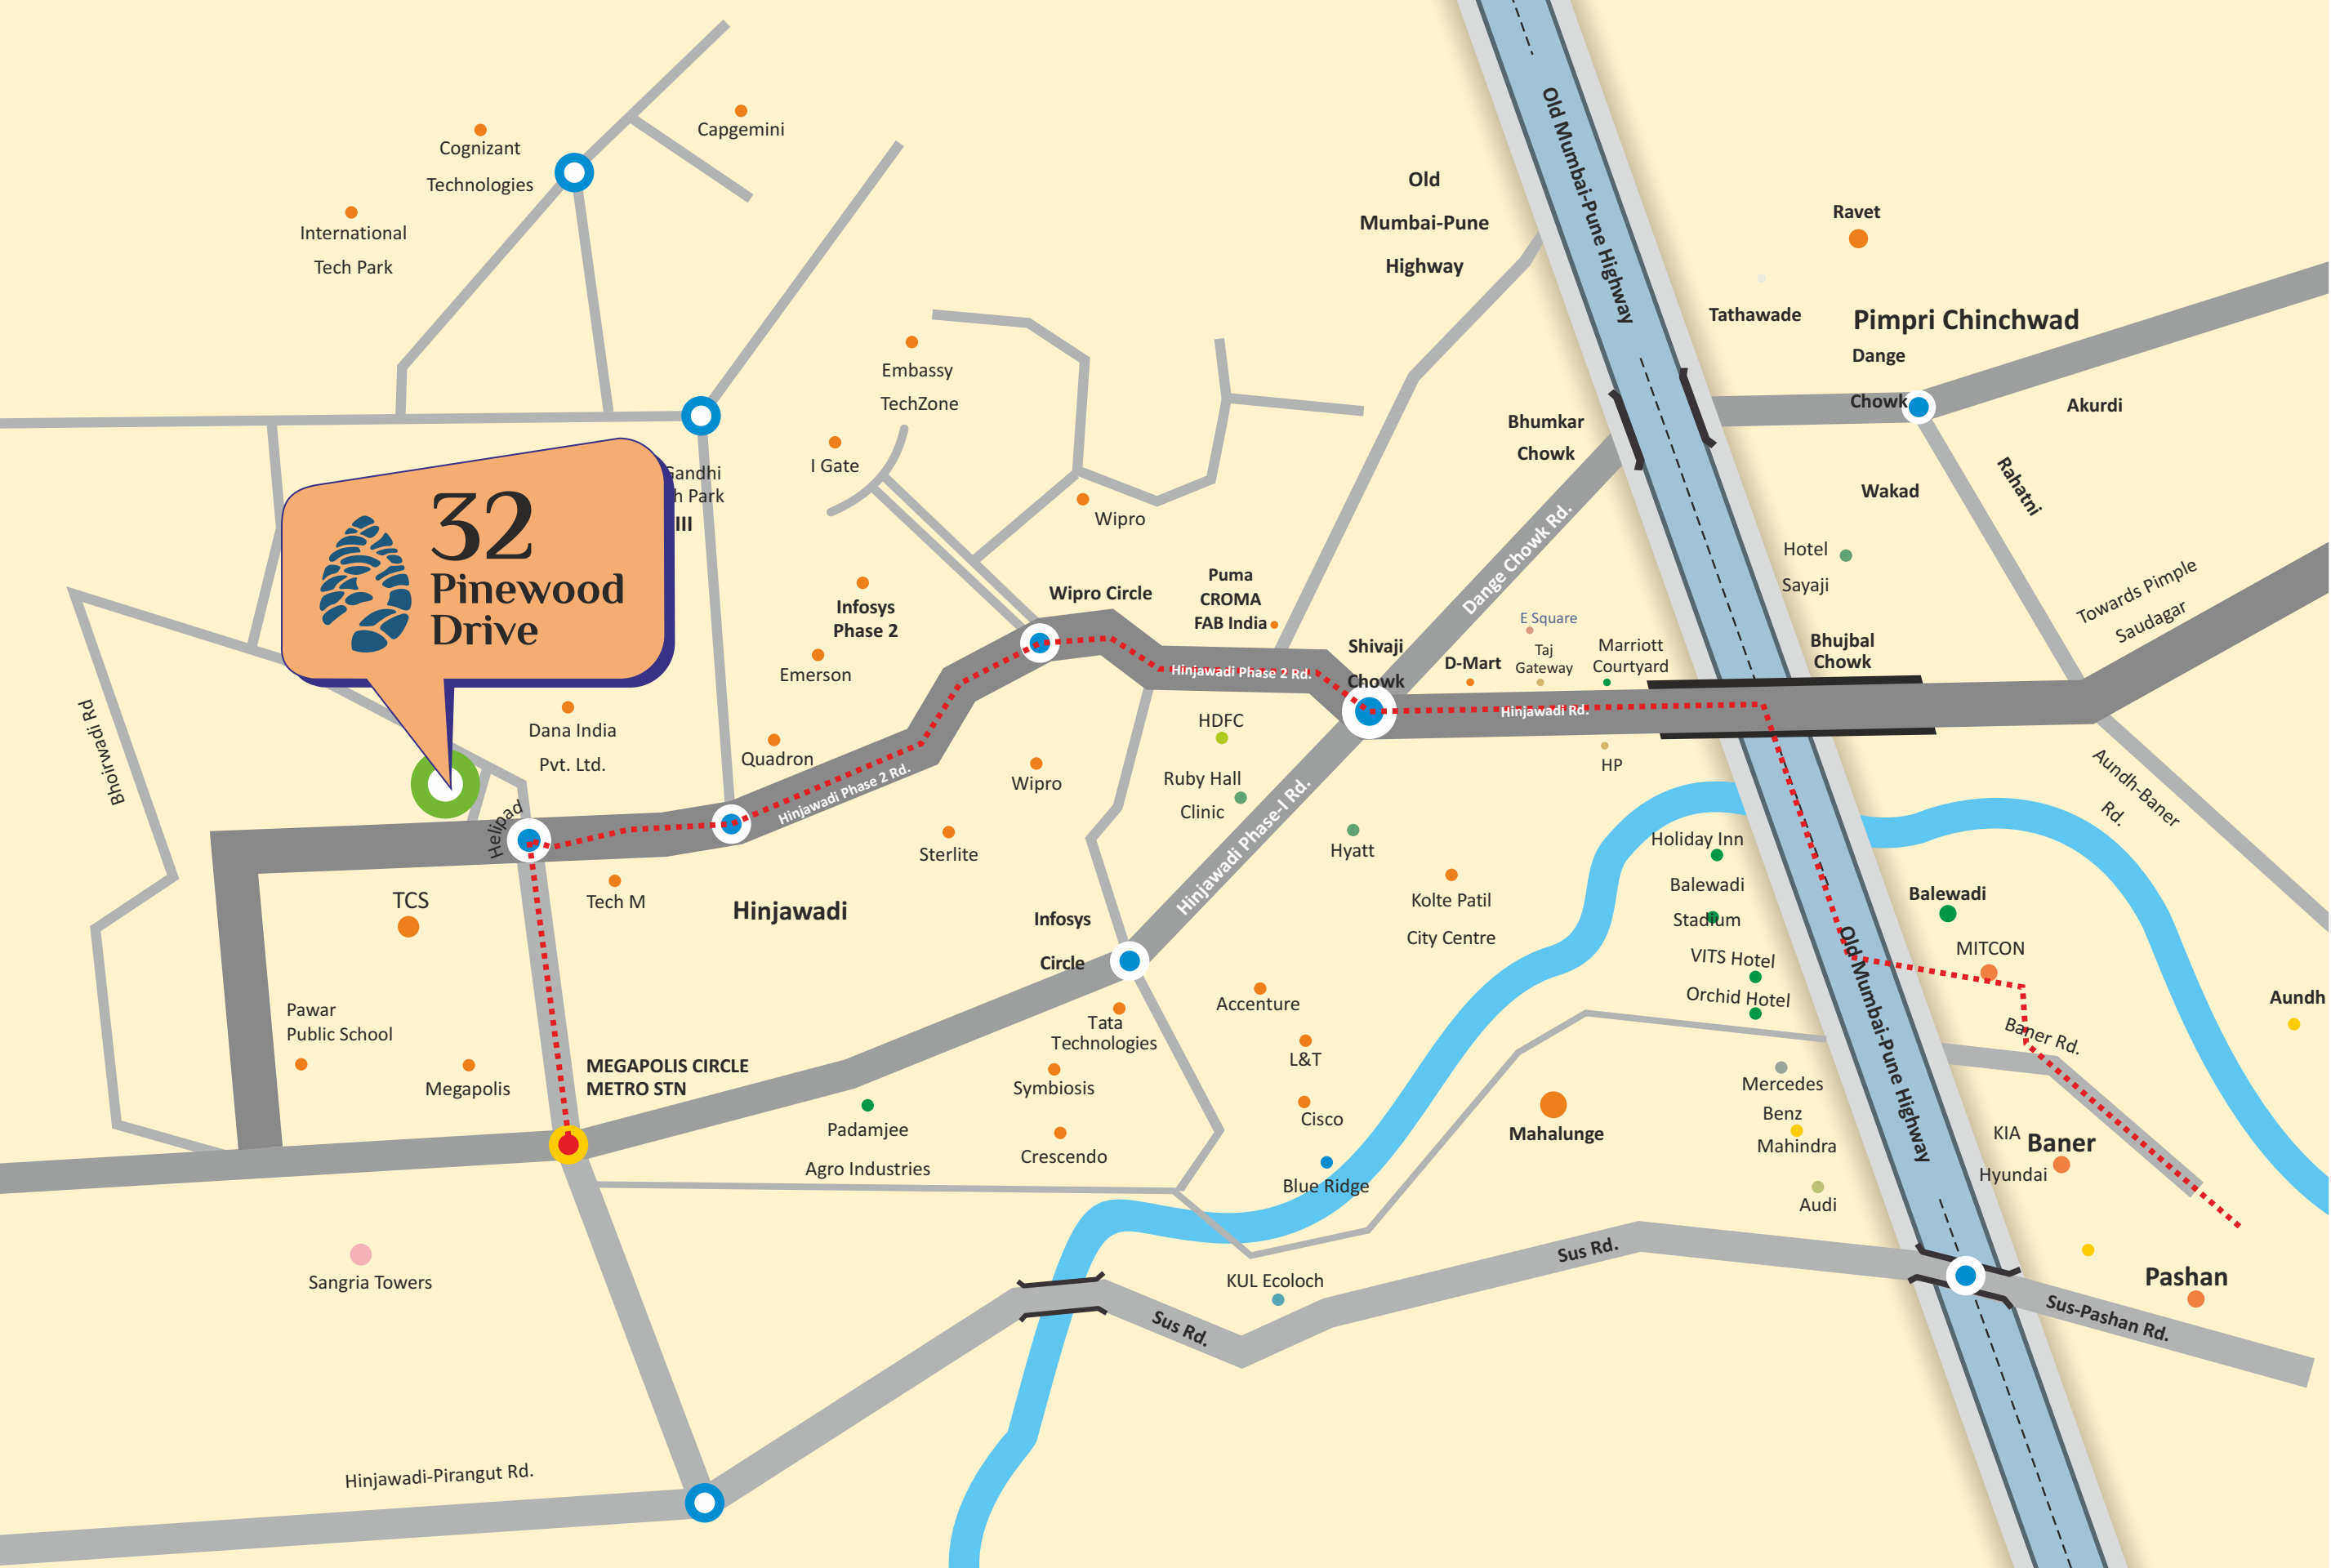 Capgemini
Cognizant
Technologies
International
Tech Park
Old
Mumbai-Pune
Highway
Old Mumbai-Pune Highway
Ravet
Tathawade
Pimpri Chinchwad
Dange
Chowk
Akurdi
Rahatni
Wakad
Embassy
TechZone
I Gate
Wipro
Bhumkar
Chowk
Gandhi
h Park
III
32
Pinewood
Drive
Hotel
Sayaji
Towards Pimple
Saudagar
Dange Chowk Rd.
Infosys
Phase 2
Wipro Circle
Puma
CROMA
FAB India
E Square
Taj
Gateway
Marriott
Courtyard
Bhujbal
Chowk
Emerson
Shivaji
Chowk
D-Mart
Hinjawadi Phase 2 Rd.
Hinjawadi Rd.
Bhoirwadi Rd
Dana India
Pvt. Ltd.
Quadron
Hinjawadi Phase 2 Rd.
Wipro
HDFC
Ruby Hall
Clinic
HP
Aundh-Baner
Rd.
Helipad
Sterlite
Hinjawadi Phase-I Rd.
Hyatt
Holiday Inn
Balewadi
Stadium
Balewadi
TCS
Tech M
Hinjawadi
Infosys
Circle
Kolte Patil
City Centre
VITS Hotel
Orchid Hotel
MITCON
Old Mumbai-Pune Highway
Aundh
Pawar
Public School
Accenture
Tata
Technologies
Baner Rd.
Megapolis
MEGAPOLIS CIRCLE
METRO STN
Symbiosis
L&T
Mercedes
Benz
Mahindra
Padamjee
Agro Industries
Crescendo
Cisco
Mahalunge
KIA
Baner
Hyundai
Blue Ridge
Audi
Sangria Towers
KUL Ecoloch
Sus Rd.
Pashan
Sus Rd.
Sus-Pashan Rd.
Hinjawadi-Pirangut Rd.